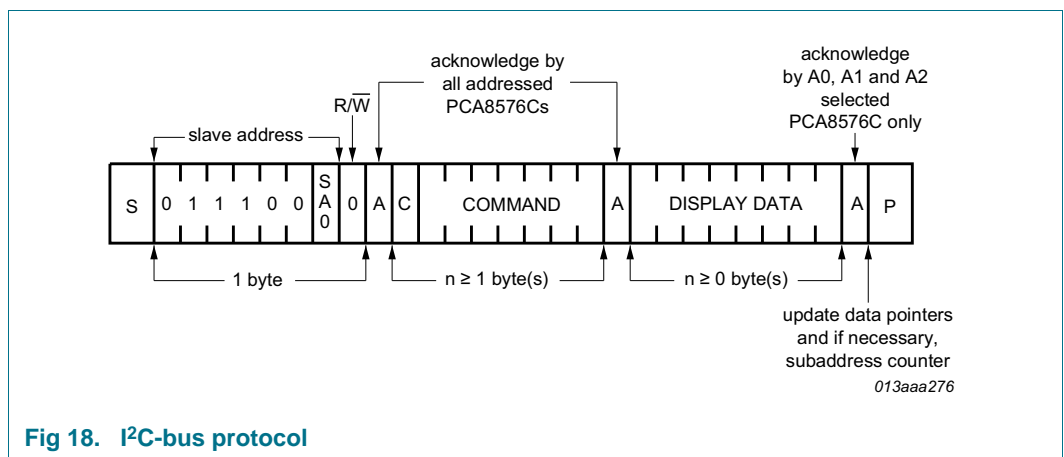 acknowledge by
all addressed
PCA8576Cs
acknowledge
by A0, A1 and A2
selected
PCA8576C only
R/W̅
slave address
S 0 1 1 1 0 0 SA0 0 A C COMMAND A DISPLAY DATA A P
1 byte
n ≥ 1 byte(s)
n ≥ 0 byte(s)
update data pointers
and if necessary,
subaddress counter
013aaa276
Fig 18. I²C-bus protocol